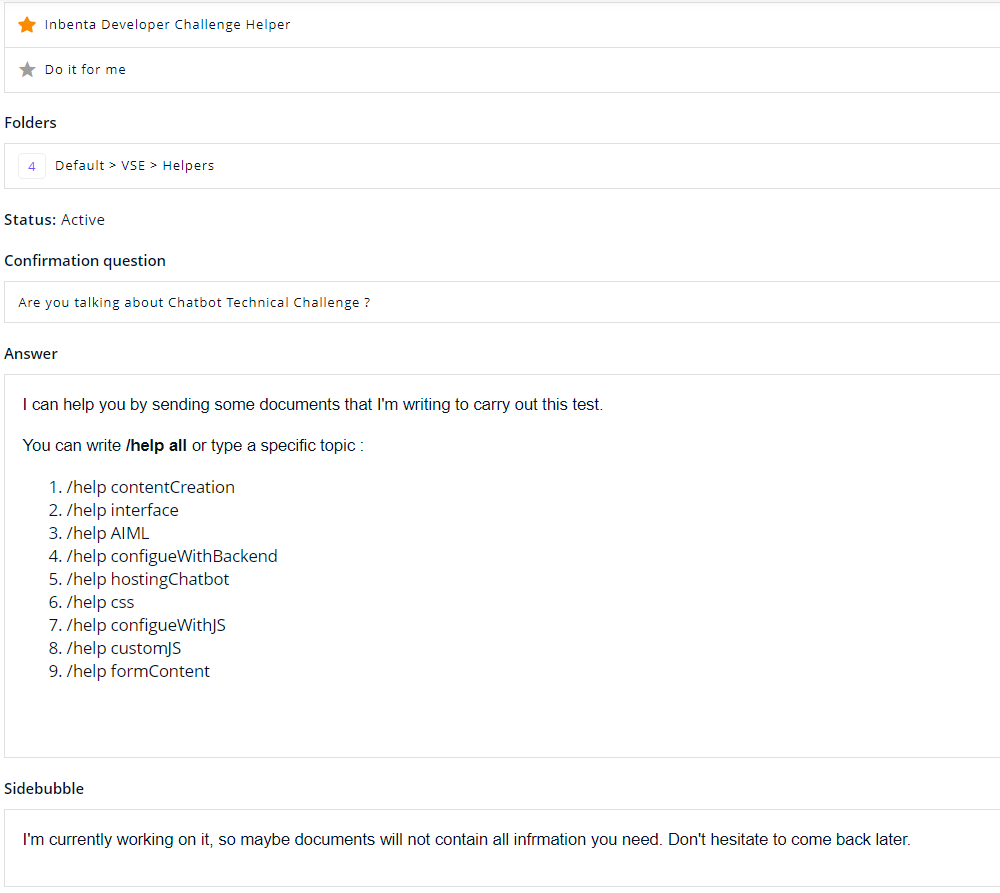 Inbenta Developer Challenge Helper
Do it for me
Folders
4 Default > VSE > Helpers
Status: Active
Confirmation question
Are you talking about Chatbot Technical Challenge ?
Answer
I can help you by sending some documents that I'm writing to carry out this test.
You can write /help all or type a specific topic :
1. /help contentCreation
2. /help interface
3. /help AIML
4. /help configueWithBackend
5. /help hostingChatbot
6. /help css
7. /help configueWithJS
8. /help customJS
9. /help formContent
Sidebubble
I'm currently working on it, so maybe documents will not contain all infrmation you need. Don't hesitate to come back later.